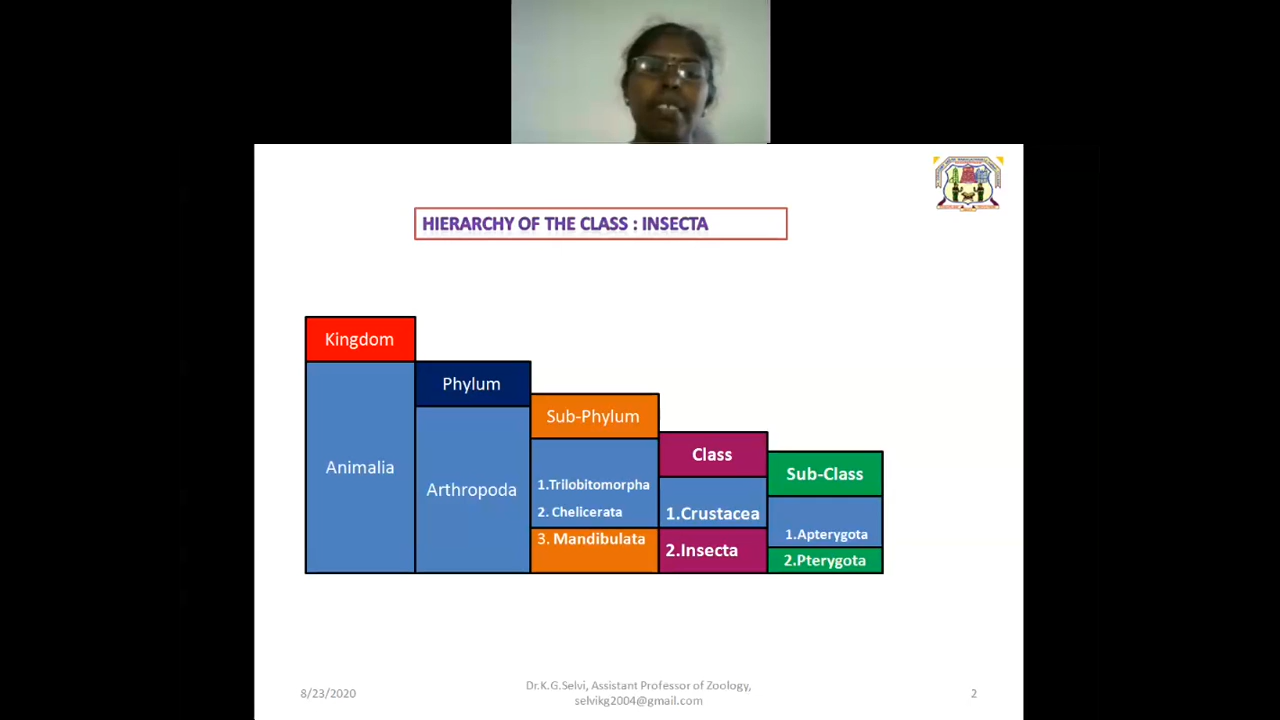 HIERARCHY OF THE CLASS : INSECTA
Kingdom
Animalia
Phylum
Arthropoda
Sub-Phylum
1.Trilobitomorpha
2. Chelicerata
3. Mandibulata
Class
1.Crustacea
2.Insecta
Sub-Class
1.Apterygota
2.Pterygota
8/23/2020
Dr.K.G.Selvi, Assistant Professor of Zoology,
selvikg2004@gmail.com
2